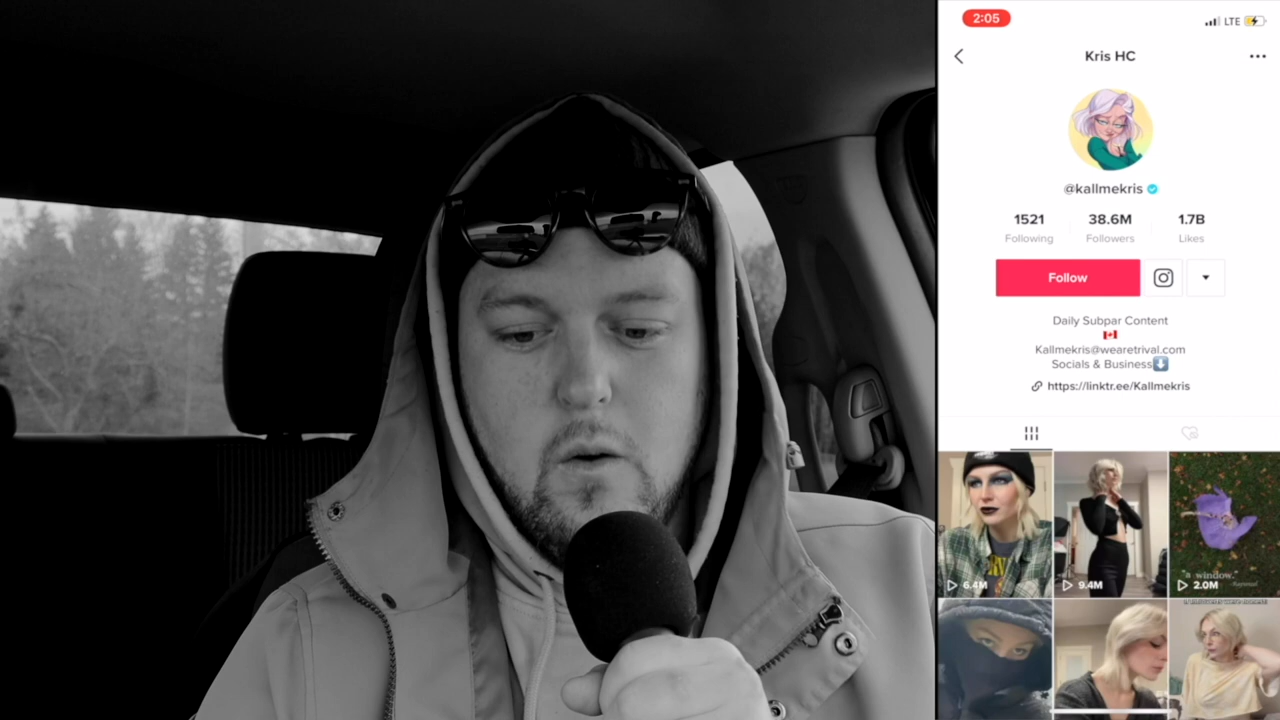 2:05
LTE
Kris HC
@kallmekris
1521
38.6M
1.7B
Following
Followers
Likes
Follow
Daily Subpar Content
Kallmekris@wearetrival.com
Socials & Business
https://linktr.ee/Kallmekris
6.4M
9.4M
"a window."
2.0M